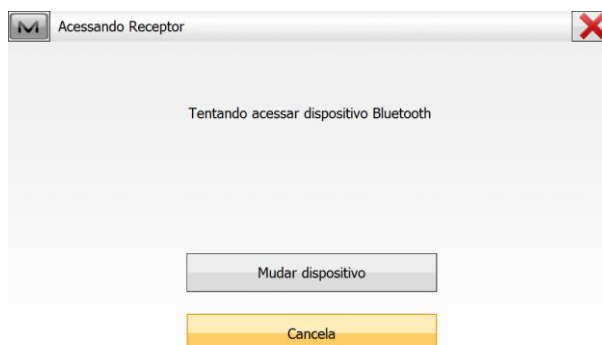 Acessando Receptor
Tentando acessar dispositivo Bluetooth
Mudar dispositivo
Cancela